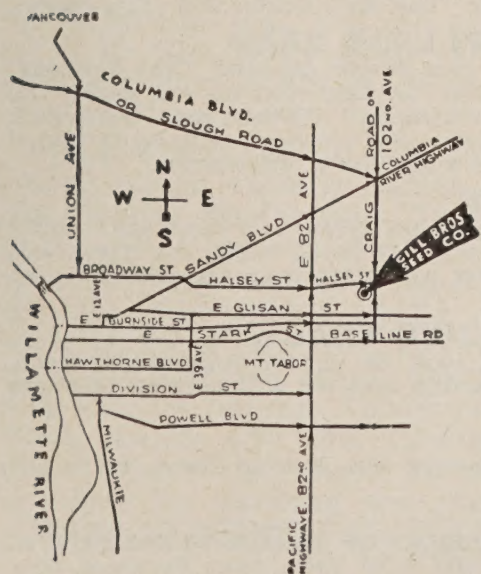 VANCOUVER
COLUMBIA BLVD.
OR SLOUGH ROAD
UNION AVE
N
W E
S
E 82ND AVE
ROAD OR
102ND. AVE
CRAIG
COLUMBIA
RIVER HIGHWAY
SANDY BLVD
GILL BROS
SEED CO.
BROADWAY ST
HALSEY ST
HALSEY ST
E 12 AVE
E GLISAN ST
E BURNSIDE ST
E STARK ST
BASE LINE RD
HAWTHORNE BLVD
E 39 AVE
MT TABOR
DIVISION ST
POWELL BLVD
MILWAUKIE
WILLAMETTE RIVER
PACIFIC
HIGHWAYE. 82ND AVE